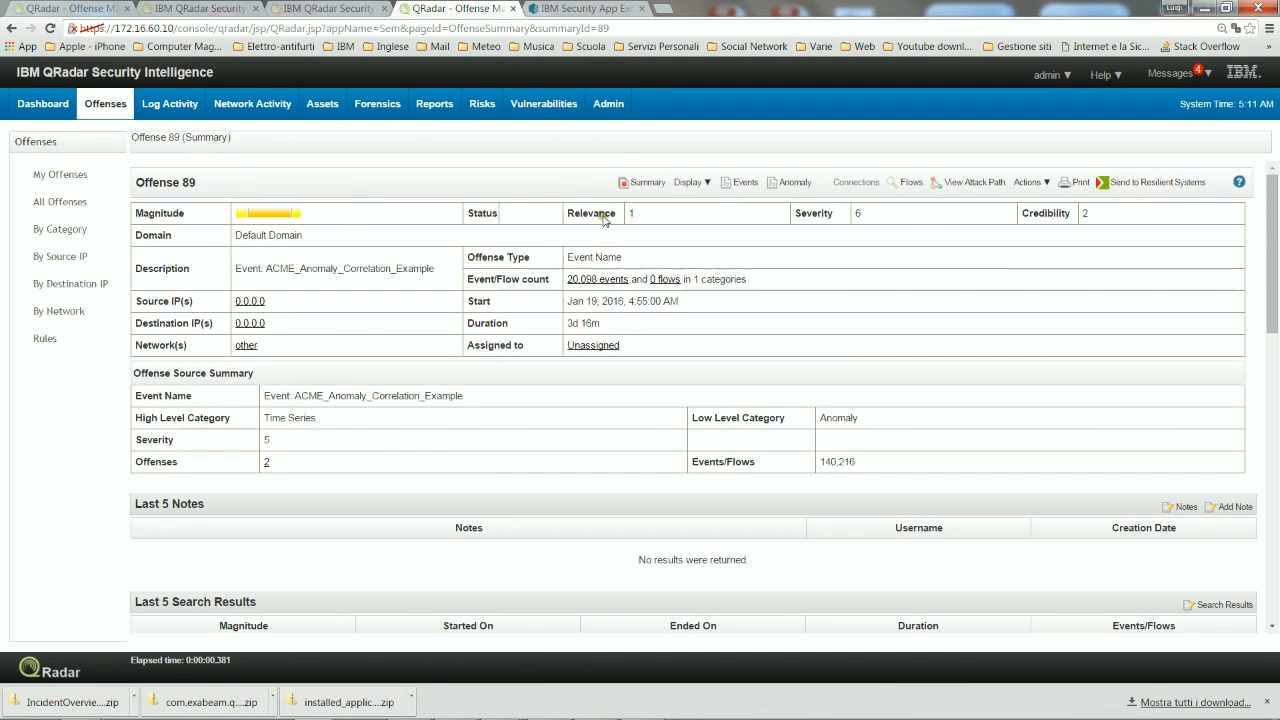 QRadar - Offense Ma
IBM QRadar Security
IBM QRadar Security
QRadar - Offense Ma
IBM Security App Exc
Luigi
https://172.16.60.10/console/qradar/jsp/QRadar.jsp?appName=Sem&pageId=OffenseSummary&summaryId=89
App Apple - iPhone Computer Mag... Elettro-antifurti IBM Inglese Mail Meteo Musica Scuola Servizi Personali Social Network Varie Web Youtube downl... Gestione siti Internet e la Sic... Stack Overflow »
IBM QRadar Security Intelligence
admin ▼ Help ▼ Messages 4 ▼ IBM.
Dashboard Offenses Log Activity Network Activity Assets Forensics Reports Risks Vulnerabilities Admin System Time: 5:11 AM
Offenses
My Offenses
All Offenses
By Category
By Source IP
By Destination IP
By Network
Rules
Offense 89 (Summary)
Offense 89 Summary Display ▼ Events Anomaly Connections Flows View Attack Path Actions ▼ Print Send to Resilient Systems ?
Magnitude Status Relevance 1 Severity 6 Credibility 2
Domain Default Domain
Description Event: ACME_Anomaly_Correlation_Example
Offense Type Event Name
Event/Flow count 20,098 events and 0 flows in 1 categories
Source IP(s) 0.0.0.0 Start Jan 19, 2016, 4:55:00 AM
Destination IP(s) 0.0.0.0 Duration 3d 16m
Network(s) other Assigned to Unassigned
Offense Source Summary
Event Name Event: ACME_Anomaly_Correlation_Example
High Level Category Time Series Low Level Category Anomaly
Severity 5
Offenses 2 Events/Flows 140,216
Last 5 Notes Notes Add Note
Notes Username Creation Date
No results were returned.
Last 5 Search Results Search Results
Magnitude Started On Ended On Duration Events/Flows
QRadar
Elapsed time: 0:00:00.381
IncidentOvervie....zip com.exabeam.q....zip installed_applic....zip Mostra tutti i download...